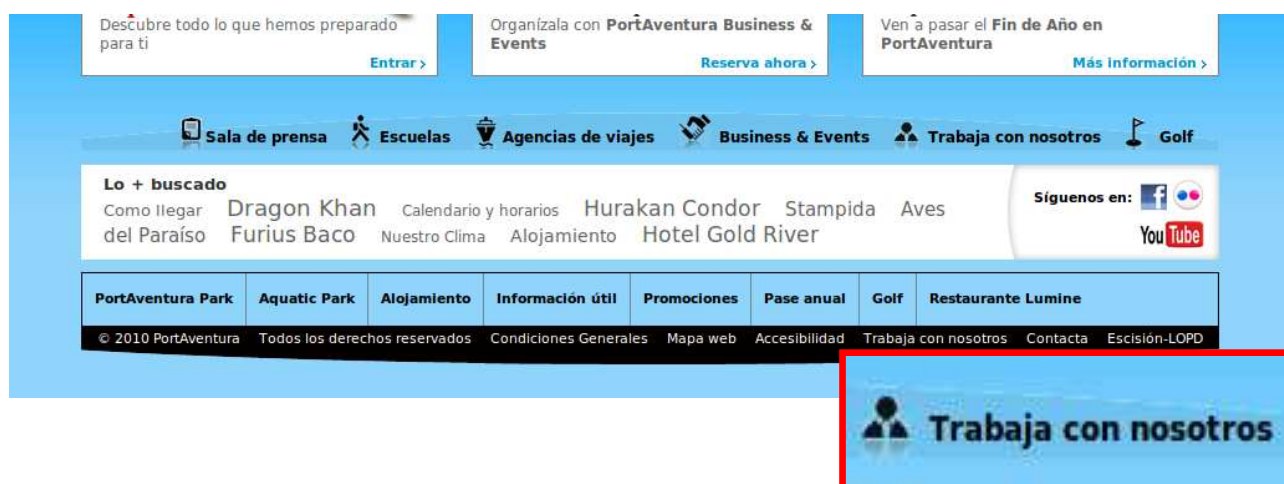 Descubre todo lo que hemos preparado
para ti
Entrar ›
Organízala con PortAventura Business &
Events
Reserva ahora ›
Ven a pasar el Fin de Año en
PortAventura
Más información ›
Sala de prensa Escuelas Agencias de viajes Business & Events Trabaja con nosotros Golf
Lo + buscado
Como llegar Dragon Khan Calendario y horarios Hurakan Condor Stampida Aves
del Paraíso Furius Baco Nuestro Clima Alojamiento Hotel Gold River
Síguenos en: f
You Tube
PortAventura Park Aquatic Park Alojamiento Información útil Promociones Pase anual Golf Restaurante Lumine
© 2010 PortAventura Todos los derechos reservados Condiciones Generales Mapa web Accesibilidad Trabaja con nosotros Contacta Escisión-LOPD
Trabaja con nosotros